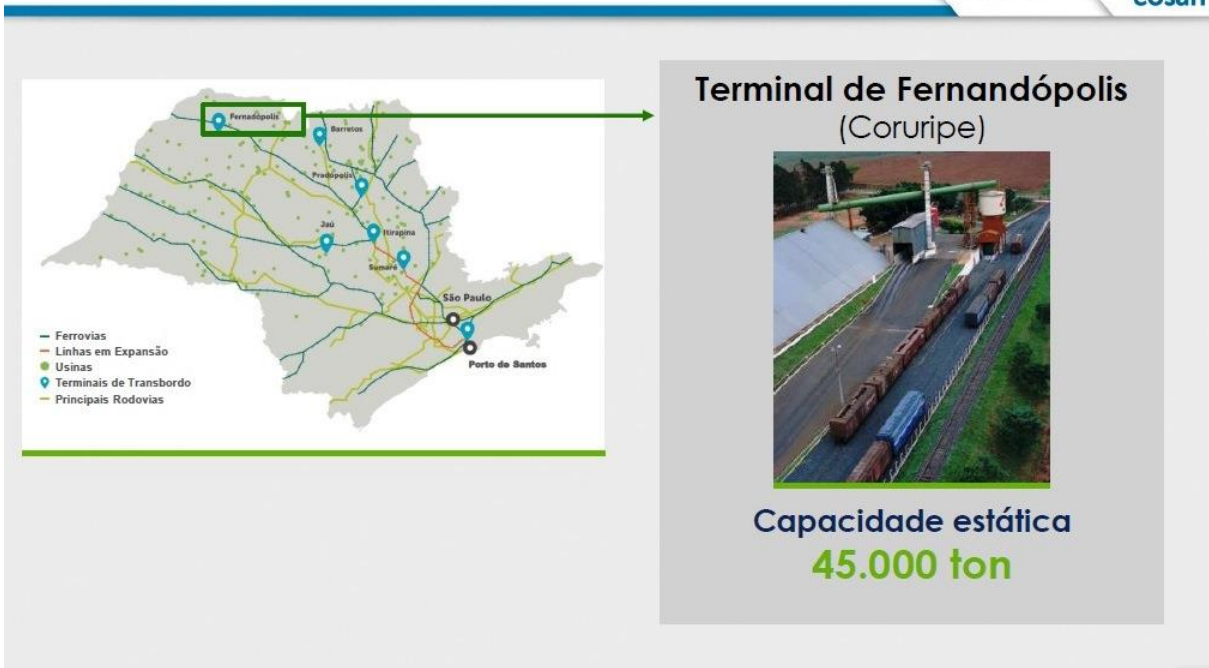 cosan
Fernadópolis
Barretos
Pradópolis
Jaú
Itirapina
Sumaré
São Paulo
Porto de Santos
Ferrovias
Linhas em Expansão
Usinas
Terminais de Transbordo
Principais Rodovias
Terminal de Fernandópolis
(Coruripe)
Capacidade estática
45.000 ton